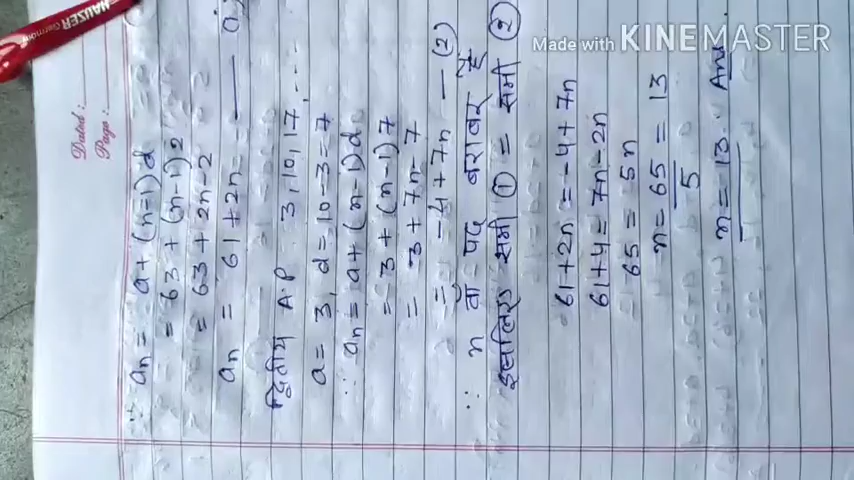 HAUSER
Dated:
Page:
∴ an = a+(n-1)d
= 63+(n-1)2
= 63+2n-2
an = 61+2n
द्वितीय A.P 3,10,17,...
a=3, d=10-3=7
∴ an = a+(n-1)d
= 3+(n-1)7
= 3+7n-7
= -4+7n —(2)
∵ n वाँ पद बराबर है
इसलिए समी ① = समी ②
61+2n = -4+7n
61+4 = 7n-2n
65 = 5n
n = 65/5 = 13
n = 13 Ans.
Made with KINEMASTER